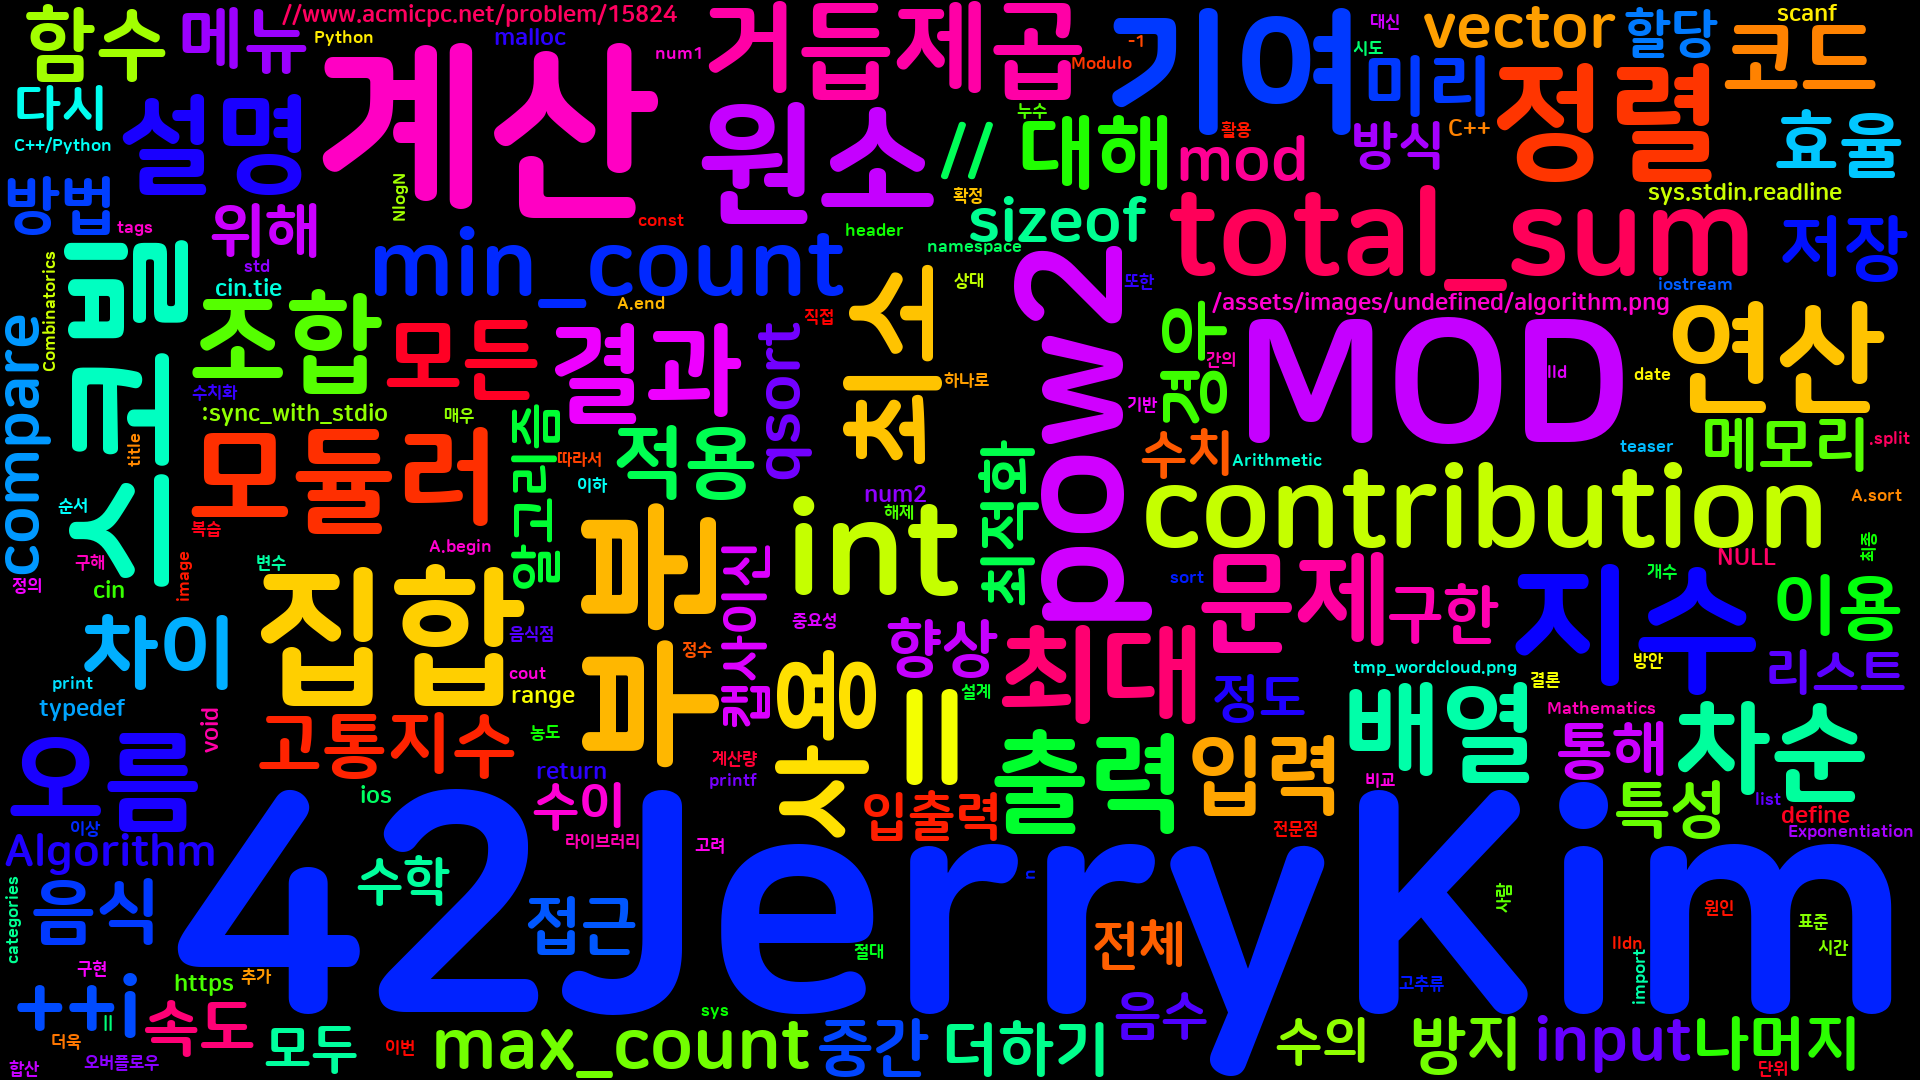 함수
메뉴
//www.acmicpc.net/problem/15824
Python
malloc
num1
거듭제곱
-1
Modulo
기여
대신
시도
vector
할당
scanf
코드
다시
C++/Python
설명
계산
원소
//
누수
대해
활용
mod
미리
방식
C++
정렬
효율
방법
tags
NlogN
위해
std
cin.tie
const
header
확정
sizeof
namespace
total_sum
sys.stdin.readline
저장
Combinatorics
스코빌
min_count
A.end
상대
또한
iostream
compare
조합
수치화
:sync_with_stdio
모든
매우
결과
qsort
직접
최소
하나로
pow2
기반
경아
간의
/assets/images/undefined/algorithm.png
MOD
lld
date
연산
title
모듈러
복습
알고리즘
따라서
이하
적용
num2
해제
최적화
수치
Arithmetic
teaser
메모리
.split
A.sort
순서
구해
정의
cin
image
변수
A.begin
int
contribution
NULL
최종
sort
개수
차이
print
typedef
void
집합
음식점
cout
range
농도
과관
정수
캡사이신
중요성
향상
설계
최대
문제
구한
정도
tmp_wordcloud.png
지수
결론
방안
이용
리스트
Mathematics
오름
이상
Algorithm
고통지수
ios
return
수이
라이브러리
계산량
printf
고려
사용
||
입출력
출력
입력
전문점
배열
비교
통해
특성
차순
list
define
Exponentiation
42JerryKim
categories
음식
수학
접근
절대
n
전체
고추류
사람
원인
lldn
import
표준
시간
구현
https
추가
++i
ll
더욱
합산
오버플로우
속도
모두
이번
max_count
sys
중간
더하기
음수
수의
방지
input
나머지
단위